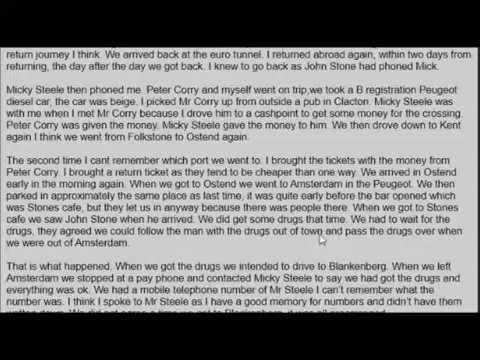 return journey I think. We arrived back at the euro tunnel. I returned abroad again, within two days from
returning, the day after the day we got back. I knew to go back as John Stone had phoned Mick.
Micky Steele then phoned me. Peter Corry and myself went on trip,we took a B registration Peugeot
diesel car, the car was beige. I picked Mr Corry up from outside a pub in Clacton. Micky Steele was
with me when I met Mr Corry because I drove him to a cashpoint to get some money for the crossing.
Peter Corry was given the money. Micky Steele gave the money to him. We then drove down to Kent
again I think we went from Folkstone to Ostend again.
The second time I cant remember which port we went to. I brought the tickets with the money from
Peter Corry. I brought a return ticket as they tend to be cheaper than one way. We arrived in Ostend
early in the morning again. When we got to Ostend we went to Amsterdam in the Peugeot. We then
parked in approximately the same place as last time, it was quite early before the bar opened which
was Stones cafe, but they let us in anyway because there was people there. When we got to Stones
cafe we saw John Stone when he arrived. We did get some drugs that time. We had to wait for the
drugs, they agreed we could follow the man with the drugs out of town and pass the drugs over when
we were out of Amsterdam.
That is what happened. When we got the drugs we intended to drive to Blankenberg. When we left
Amsterdam we stopped at a pay phone and contacted Micky Steele to say we had got the drugs and
everything was ok. We had a mobile telephone number of Mr Steele I can't remember what the
number was. I think I spoke to Mr Steele as I have a good memory for numbers and didn't have them